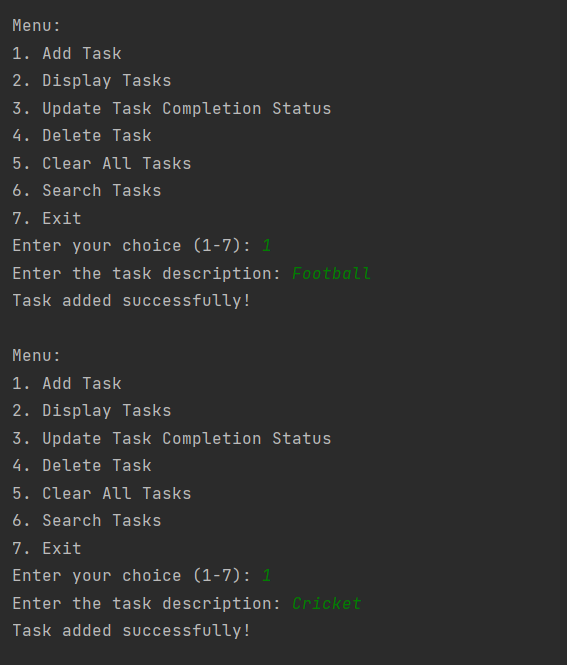 Menu:
1. Add Task
2. Display Tasks
3. Update Task Completion Status
4. Delete Task
5. Clear All Tasks
6. Search Tasks
7. Exit
Enter your choice (1-7): 1
Enter the task description: Football
Task added successfully!

Menu:
1. Add Task
2. Display Tasks
3. Update Task Completion Status
4. Delete Task
5. Clear All Tasks
6. Search Tasks
7. Exit
Enter your choice (1-7): 1
Enter the task description: Cricket
Task added successfully!